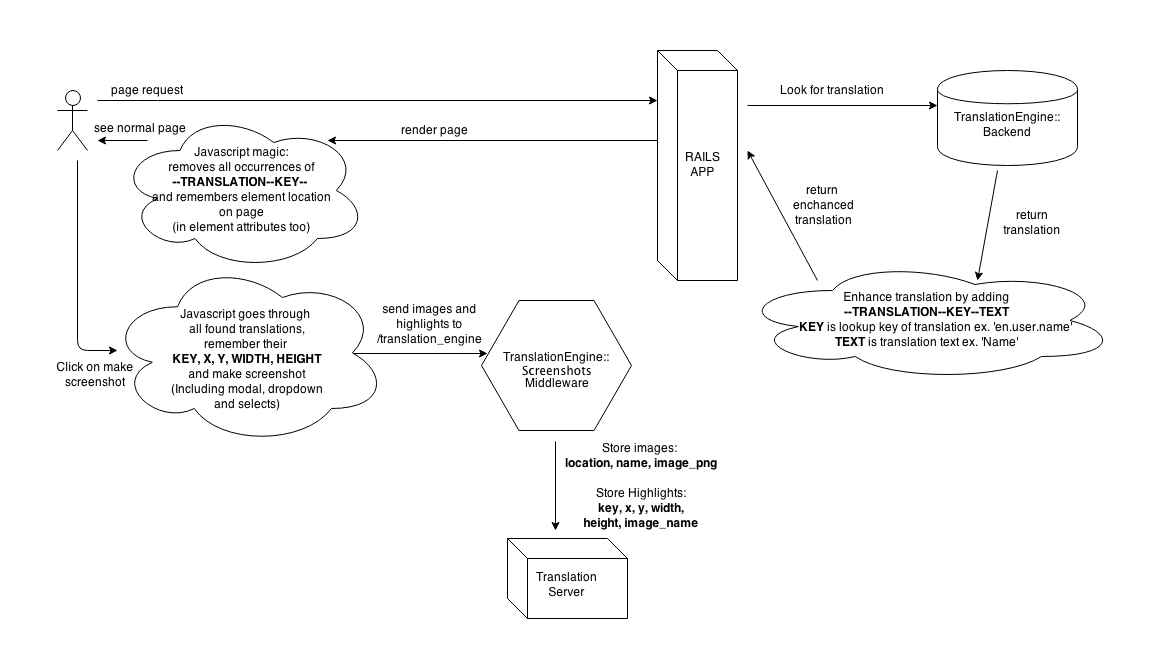 page request
Look for translation
TranslationEngine::
Backend
see normal page
render page
Javascript magic:
removes all occurrences of
--TRANSLATION--KEY--
and remembers element location
on page
(in element attributes too)
RAILS
APP
return
enchanced
translation
return
translation
Enhance translation by adding
--TRANSLATION--KEY--TEXT
KEY is lookup key of translation ex. 'en.user.name'
TEXT is translation text ex. 'Name'
Click on make
screenshot
Javascript goes through
all found translations,
remember their
KEY, X, Y, WIDTH, HEIGHT
and make screenshot
(Including modal, dropdown
and selects)
send images and
highlights to
/translation_engine
TranslationEngine::
Screenshots
Middleware
Store images:
location, name, image_png
Store Highlights:
key, x, y, width,
height, image_name
Translation
Server